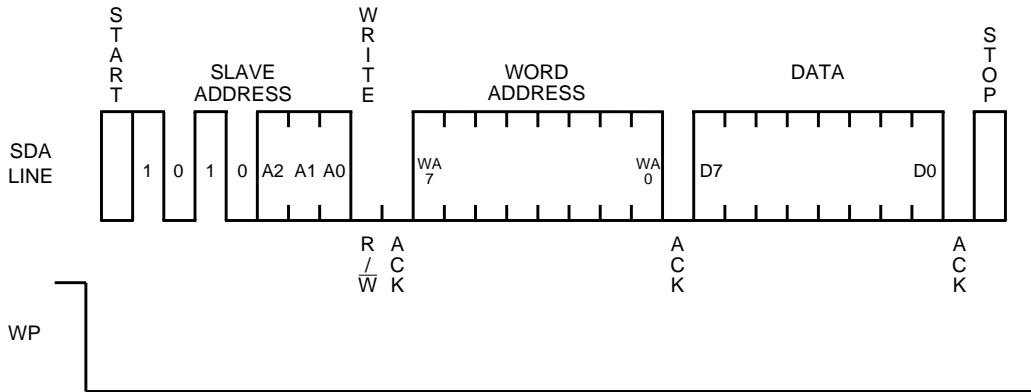 START
WRITE
STOP
SLAVE
ADDRESS
WORD
ADDRESS
DATA
SDA
LINE
1 0 1 0 A2 A1 A0 WA
7 WA
0 D7 D0
R/W
ACK
ACK
ACK
WP